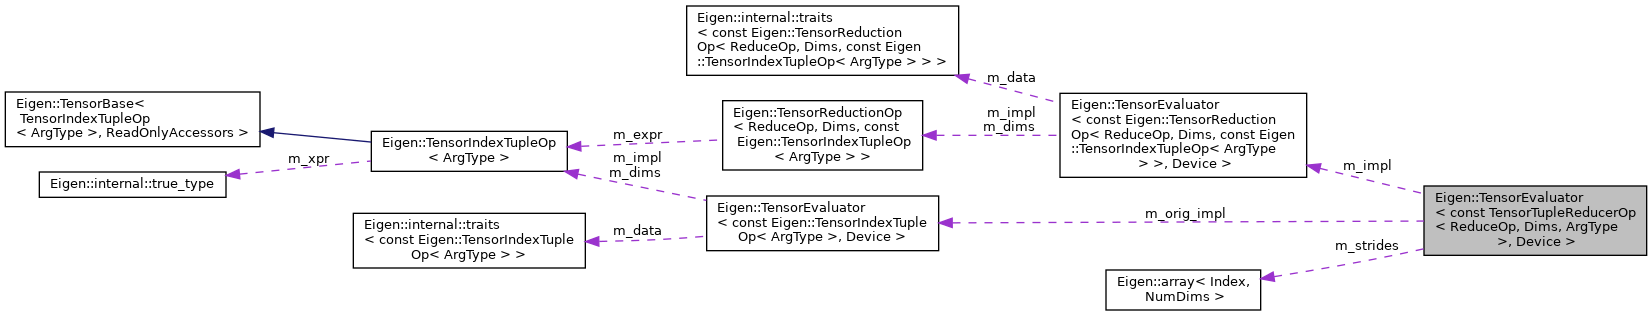 Eigen::internal::traits
< const Eigen::TensorReduction
Op< ReduceOp, Dims, const Eigen
::TensorIndexTupleOp< ArgType > > >
m_data
Eigen::TensorBase<
TensorIndexTupleOp
< ArgType >, ReadOnlyAccessors >
m_xpr
Eigen::internal::true_type
Eigen::TensorIndexTupleOp
< ArgType >
m_expr
m_impl
m_dims
Eigen::TensorReductionOp
< ReduceOp, Dims, const
Eigen::TensorIndexTupleOp
< ArgType > >
m_impl
m_dims
Eigen::TensorEvaluator
< const Eigen::TensorReduction
Op< ReduceOp, Dims, const Eigen
::TensorIndexTupleOp< ArgType
> >, Device >
m_impl
Eigen::internal::traits
< const Eigen::TensorIndexTuple
Op< ArgType > >
m_data
Eigen::TensorEvaluator
< const Eigen::TensorIndexTuple
Op< ArgType >, Device >
m_orig_impl
m_strides
Eigen::TensorEvaluator
< const TensorTupleReducerOp
< ReduceOp, Dims, ArgType
>, Device >
Eigen::array< Index,
NumDims >